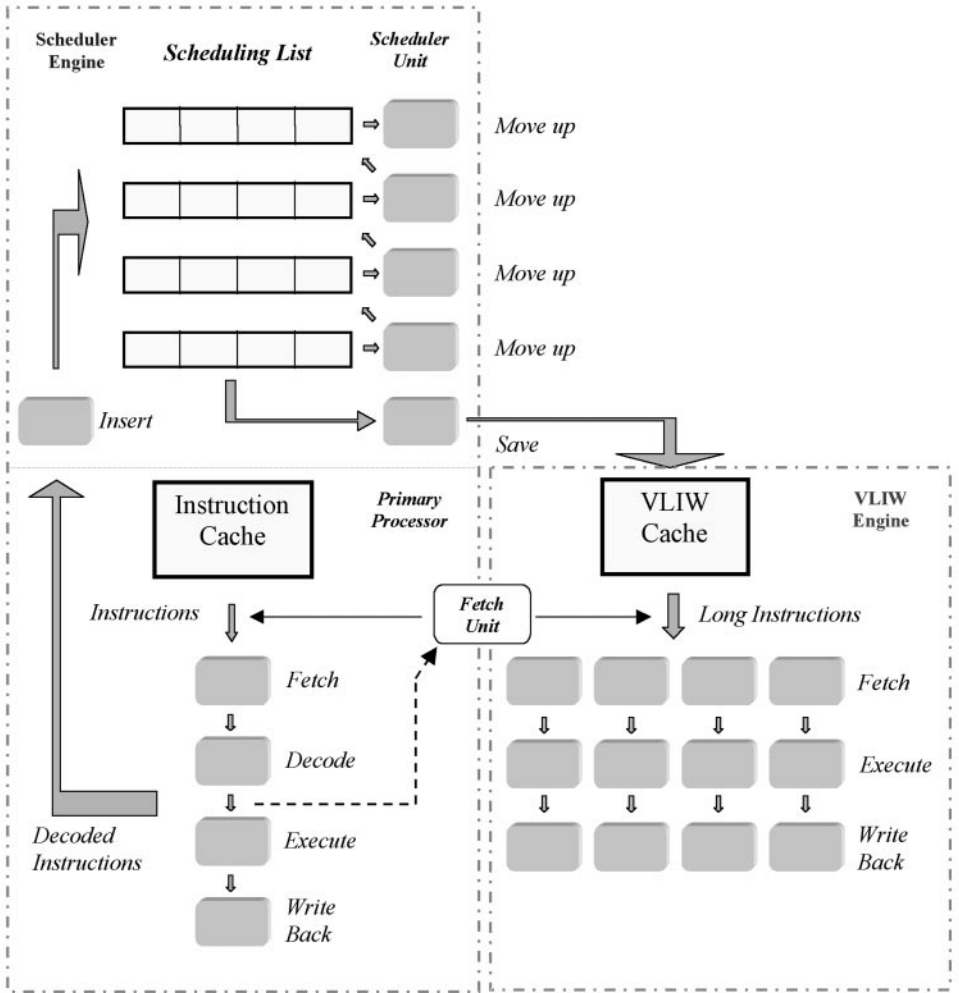 Scheduler
Engine
Scheduling List
Scheduler
Unit
Move up
Move up
Move up
Move up
Insert
Save
Instruction
Cache
Primary
Processor
VLIW
Cache
VLIW
Engine
Instructions
Fetch
Unit
Long Instructions
Fetch
Fetch
Decode
Execute
Decoded
Instructions
Execute
Write
Back
Write
Back